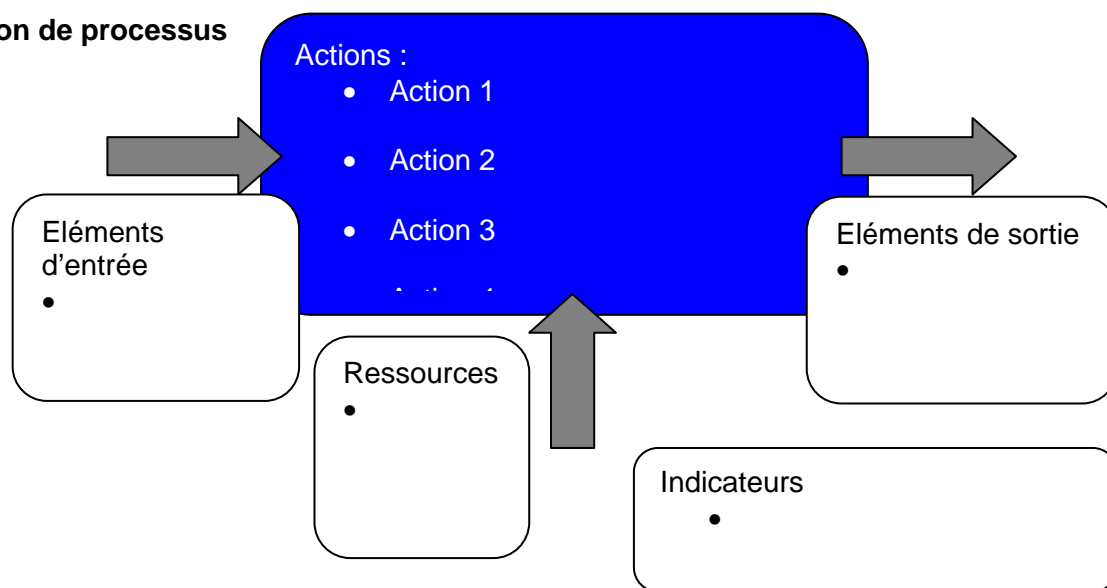 on de processus
Actions :
• Action 1
• Action 2
• Action 3
Eléments
d'entrée
•
Eléments de sortie
•
Ressources
•
Indicateurs
•